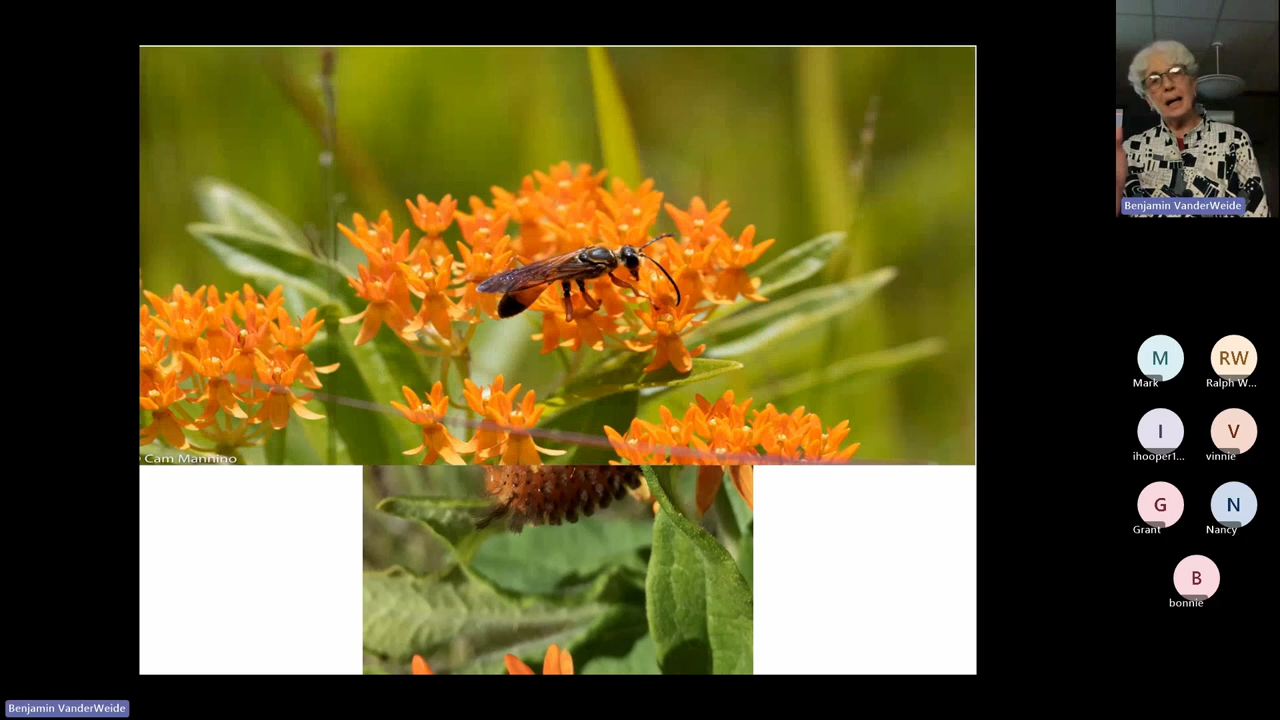 Benjamin VanderWeide
Cam Mannino
M
Mark
RW
Ralph W...
I
ihooper1...
V
vinnie
G
Grant
N
Nancy
B
bonnie
Benjamin VanderWeide